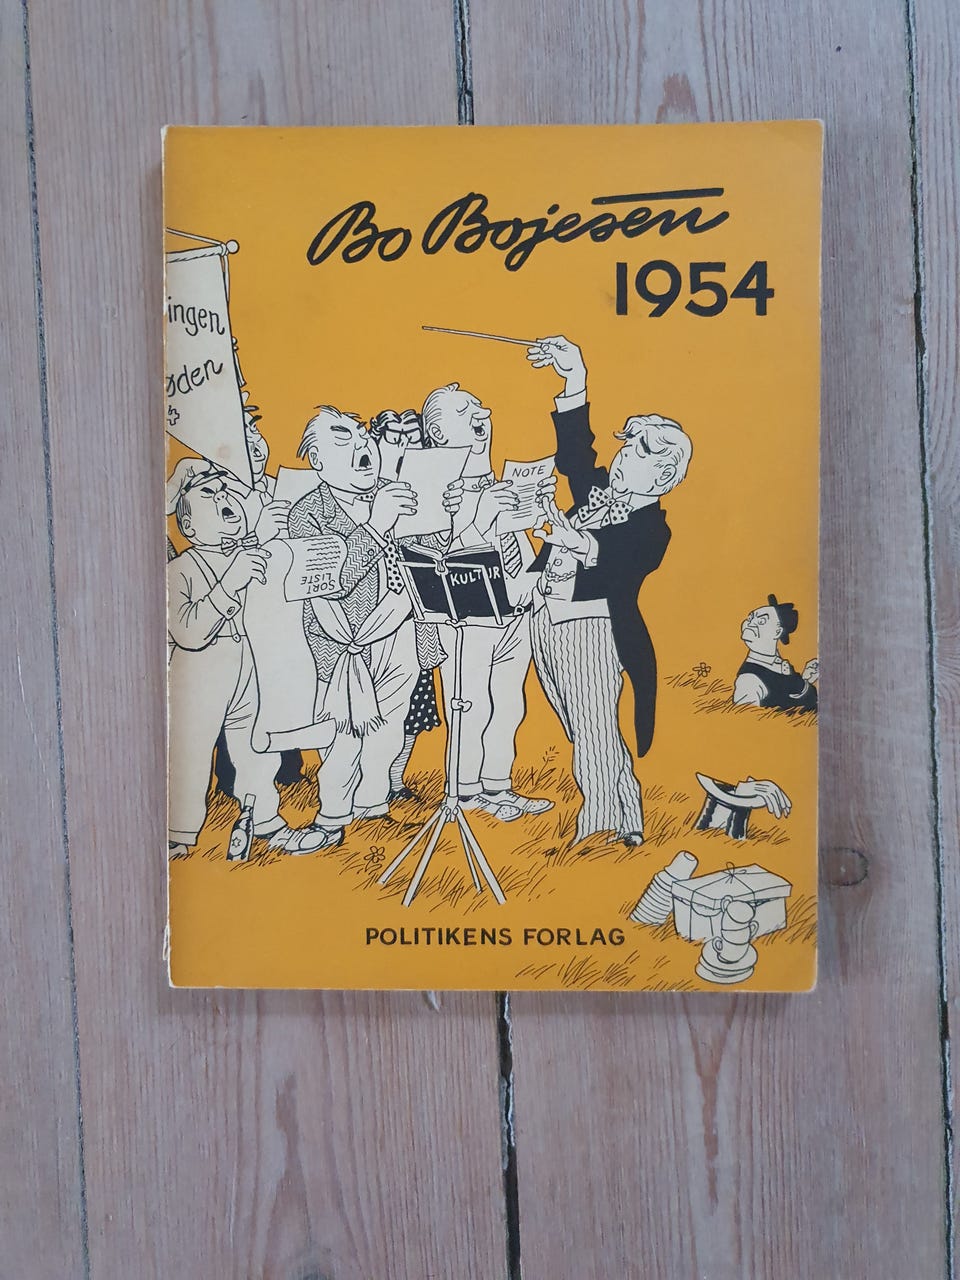 Bo Bojesen
1954
ingen
øden
NOTE
SORT
LISTE
KULTUR
POLITIKENS FORLAG